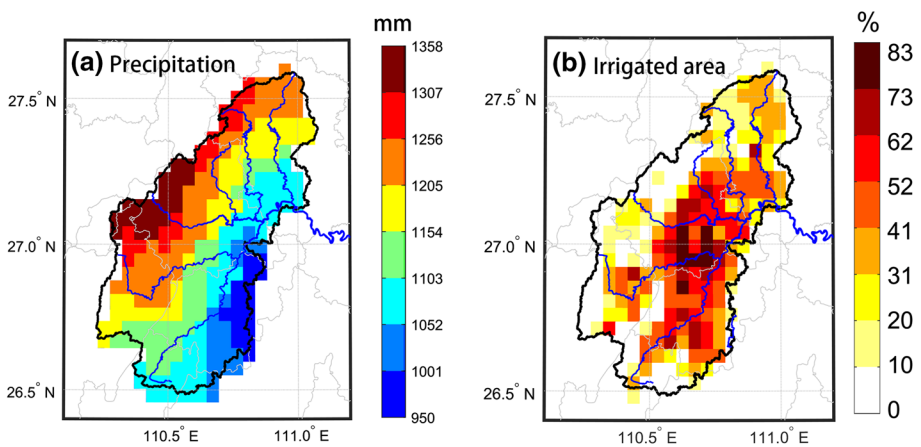 mm
(a) Precipitation
27.5° N
27.0° N
26.5° N
110.5° E
111.0° E
1358
1307
1256
1205
1154
1103
1052
1001
950
%
(b) Irrigated area
27.5° N
27.0° N
26.5° N
110.5° E
111.0° E
83
73
62
52
41
31
20
10
0